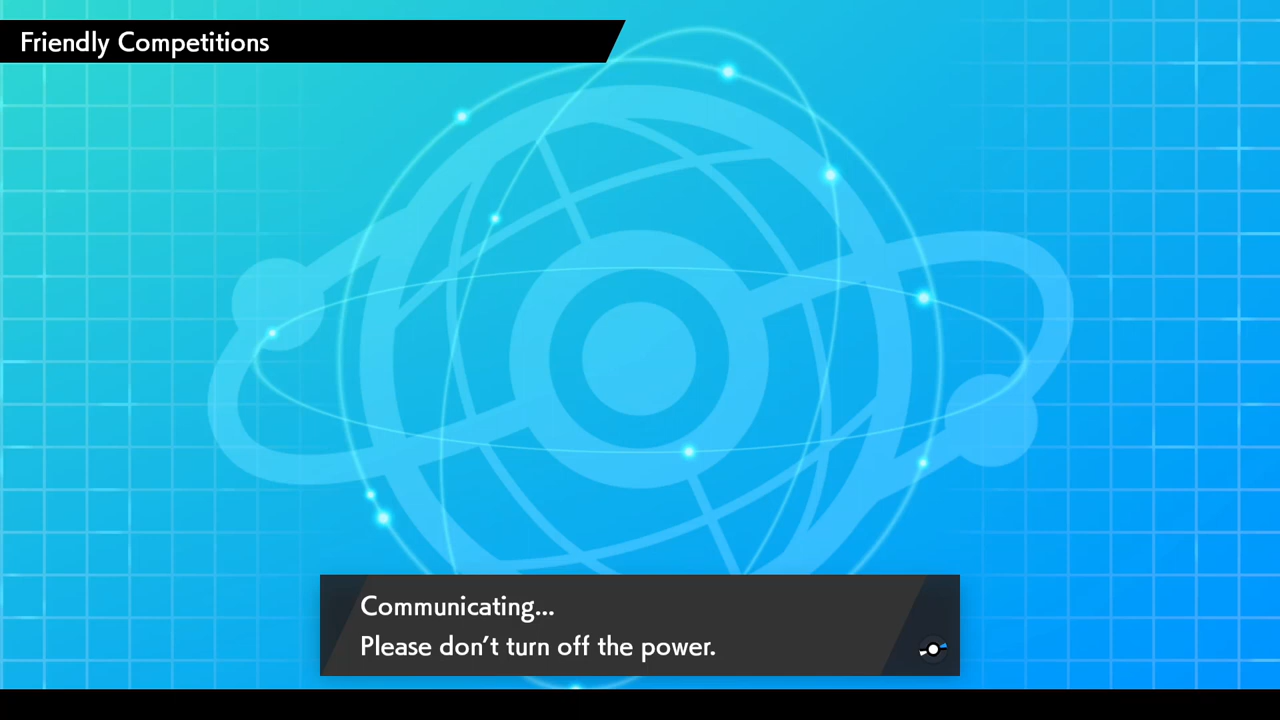 Friendly Competitions
Communicating...
Please don't turn off the power.